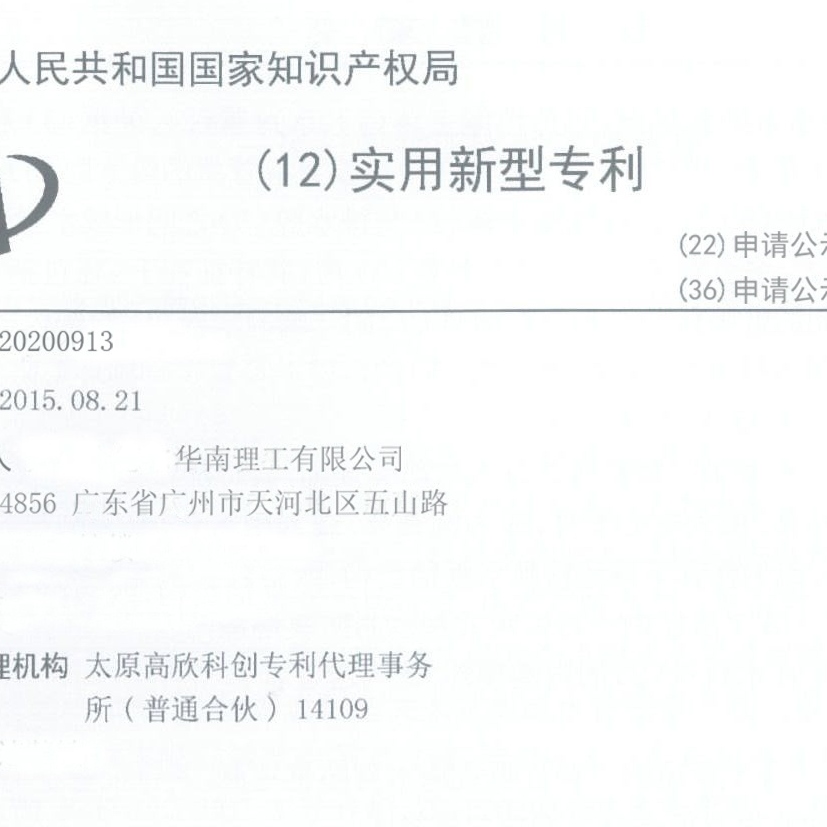 人民共和国国家知识产权局
(12)实用新型专利
(22)申请公
(36)申请公
20200913
2015.08.21
人 华南理工有限公司
4856 广东省广州市天河北区五山路
理机构 太原高欣科创专利代理事务
所(普通合伙) 14109